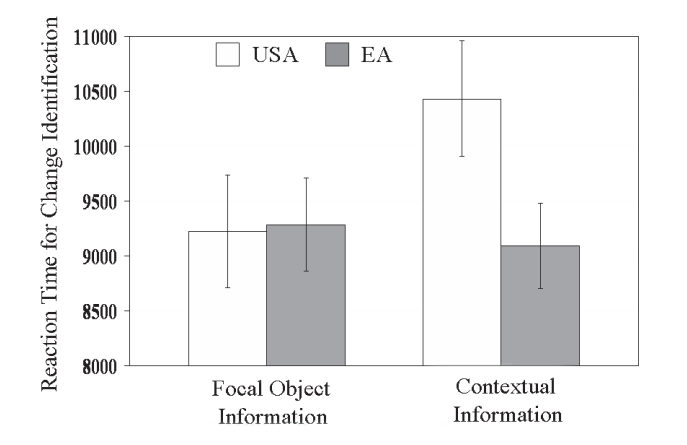 Reaction Time for Change Identification
11000
10500
10000
9500
9000
8500
8000
USA
EA
Focal Object
Information
Contextual
Information